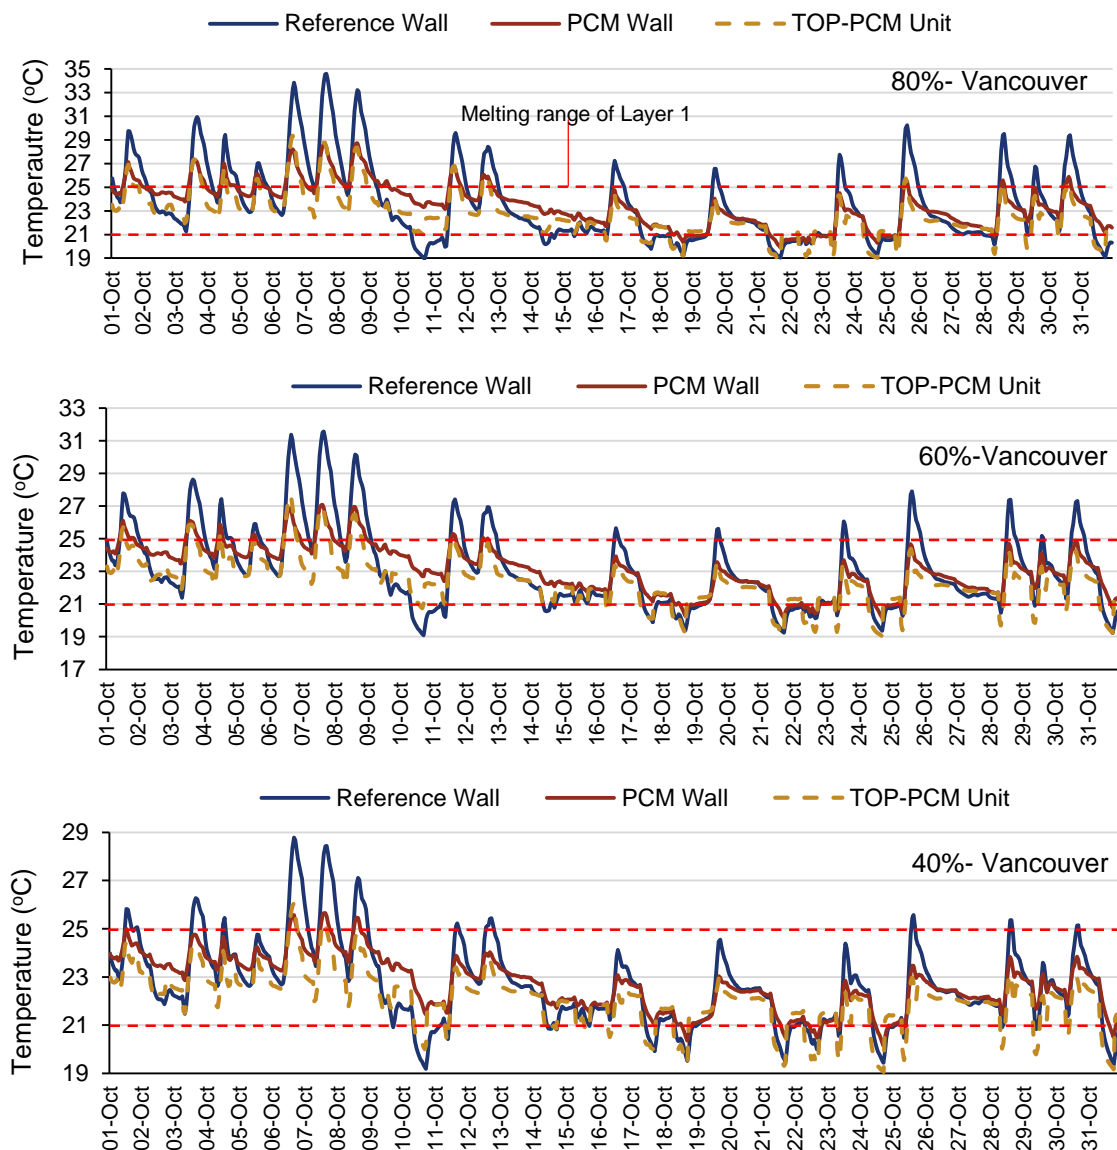 Reference Wall PCM Wall TOP-PCM Unit
80%- Vancouver
Melting range of Layer 1
Temperautre (ºC)
35
33
31
29
27
25
23
21
19
01-Oct
02-Oct
03-Oct
04-Oct
05-Oct
06-Oct
07-Oct
08-Oct
09-Oct
10-Oct
11-Oct
12-Oct
13-Oct
14-Oct
15-Oct
16-Oct
17-Oct
18-Oct
19-Oct
20-Oct
21-Oct
22-Oct
23-Oct
24-Oct
25-Oct
26-Oct
27-Oct
28-Oct
29-Oct
30-Oct
31-Oct
Reference Wall PCM Wall TOP-PCM Unit
60%-Vancouver
Temperature (ºC)
33
31
29
27
25
23
21
19
17
01-Oct
02-Oct
03-Oct
04-Oct
05-Oct
06-Oct
07-Oct
08-Oct
09-Oct
10-Oct
11-Oct
12-Oct
13-Oct
14-Oct
15-Oct
16-Oct
17-Oct
18-Oct
19-Oct
20-Oct
21-Oct
22-Oct
23-Oct
24-Oct
25-Oct
26-Oct
27-Oct
28-Oct
29-Oct
30-Oct
31-Oct
Reference Wall PCM Wall TOP-PCM Unit
40%- Vancouver
Temperature (ºC)
29
27
25
23
21
19
01-Oct
02-Oct
03-Oct
04-Oct
05-Oct
06-Oct
07-Oct
08-Oct
09-Oct
10-Oct
11-Oct
12-Oct
13-Oct
14-Oct
15-Oct
16-Oct
17-Oct
18-Oct
19-Oct
20-Oct
21-Oct
22-Oct
23-Oct
24-Oct
25-Oct
26-Oct
27-Oct
28-Oct
29-Oct
30-Oct
31-Oct